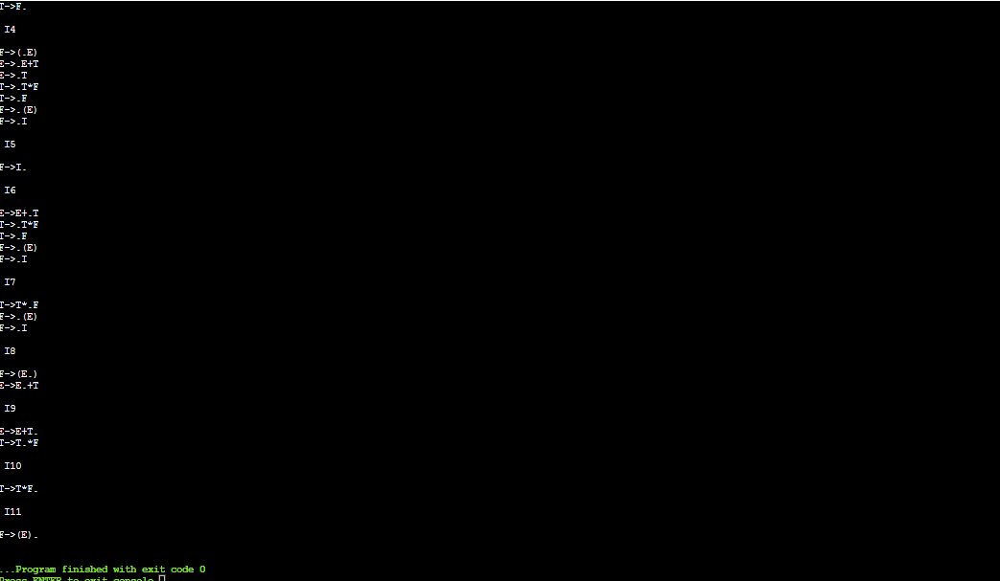 T->F.
I4
F->(.E)
E->.E+T
E->.T
T->.T*F
T->.F
F->.(E)
F->.I
I5
F->I.
I6
E->E+.T
T->.T*F
T->.F
F->.(E)
F->.I
I7
T->T*.F
F->.(E)
F->.I
I8
F->(E.)
E->E.+T
I9
E->E+T.
T->T.*F
I10
T->T*F.
I11
F->(E).
...Program finished with exit code 0
Press ENTER to exit console.